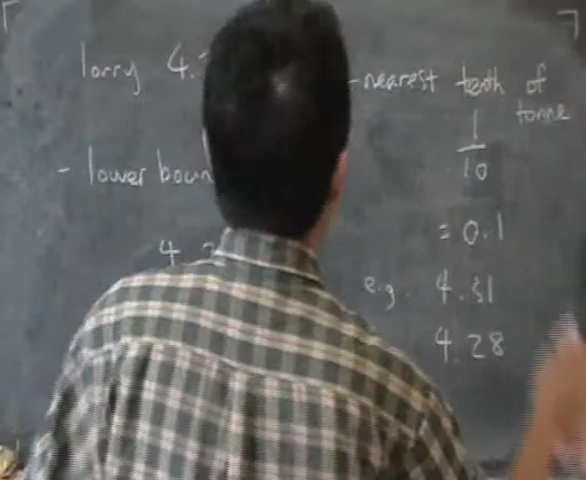 lorry 4.
nearest tenth of
tonne
1
10
- lower boun
= 0.1
4.
e.g. 4.31
4.28